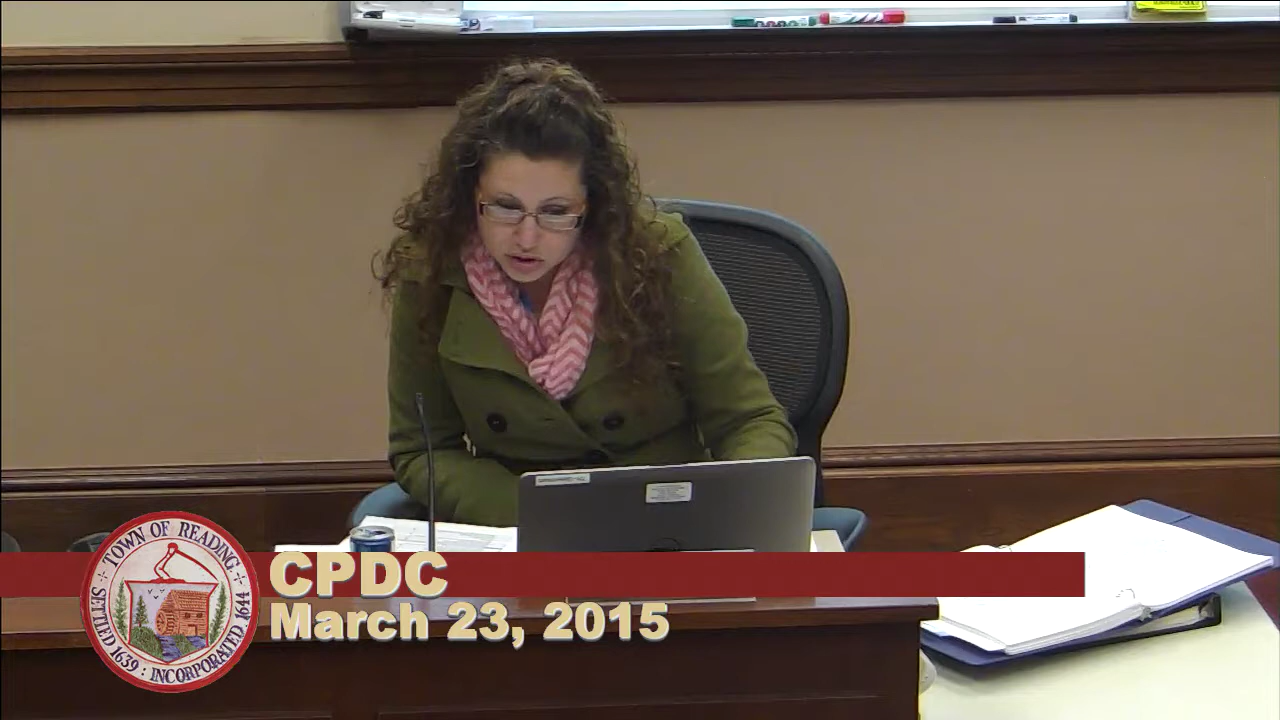 CPDC
March 23, 2015
TOWN OF READING
SETTLED 1639 : INCORPORATED 1644